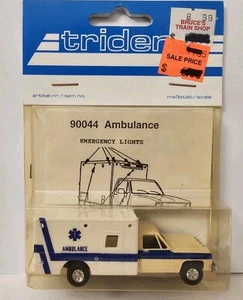 trident
8.99
BRUCE'S
TRAIN SHOP
SALE PRICE
$
artikel-nr. / item no.
maßstab / scale
90044 Ambulance
EMERGENCY LIGHTS
AMBULANCE